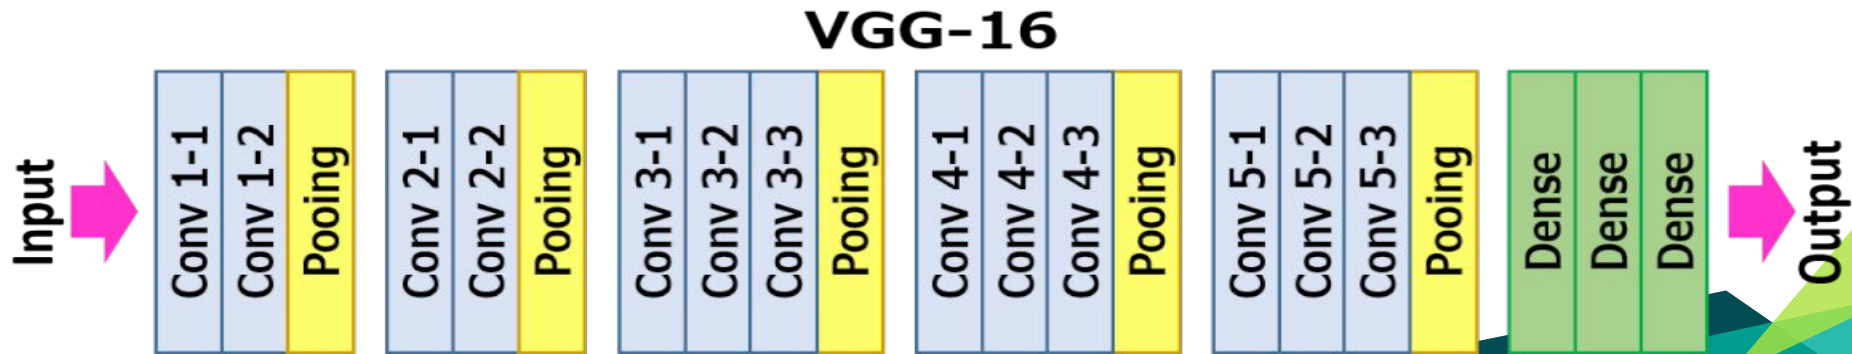 VGG-16
Input
Conv 1-1
Conv 1-2
Pooing
Conv 2-1
Conv 2-2
Pooing
Conv 3-1
Conv 3-2
Conv 3-3
Pooing
Conv 4-1
Conv 4-2
Conv 4-3
Pooing
Conv 5-1
Conv 5-2
Conv 5-3
Pooing
Dense
Dense
Dense
Output